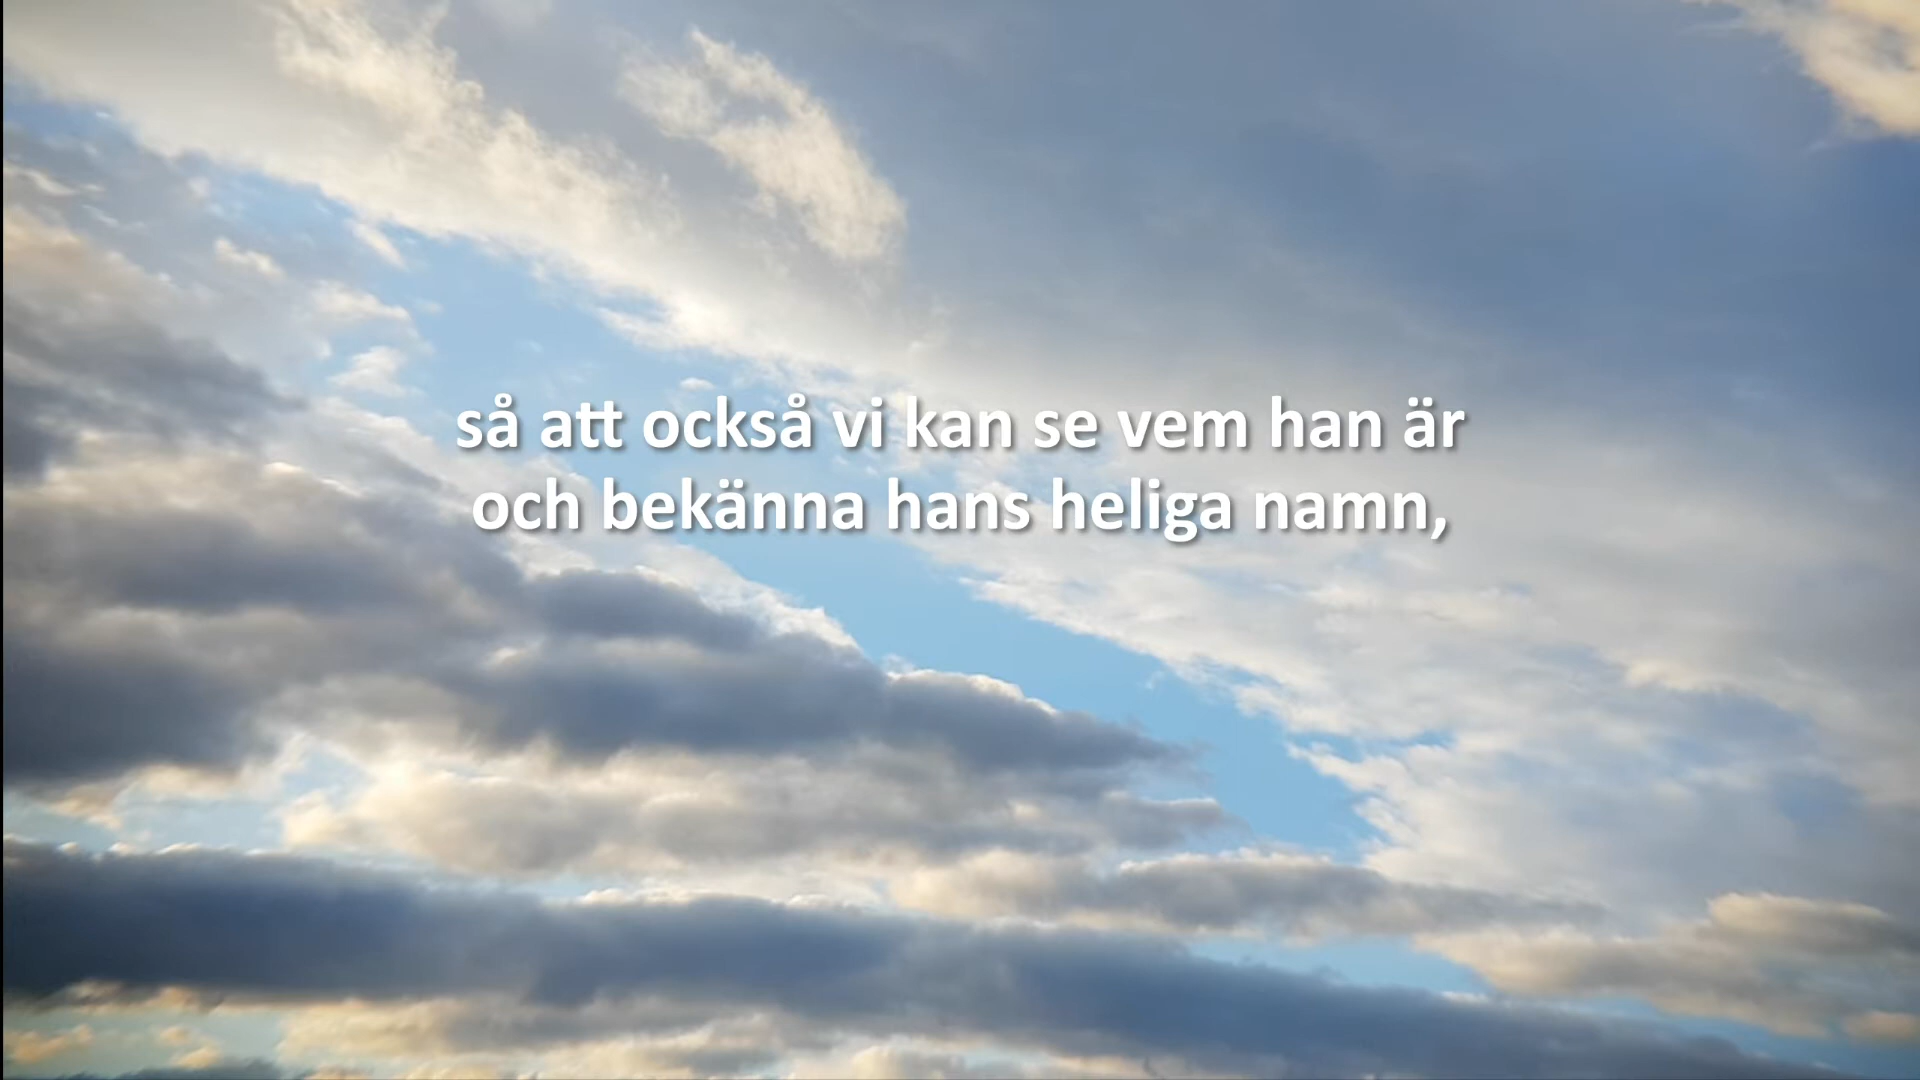 så att också vi kan se vem han är
och bekänna hans heliga namn,